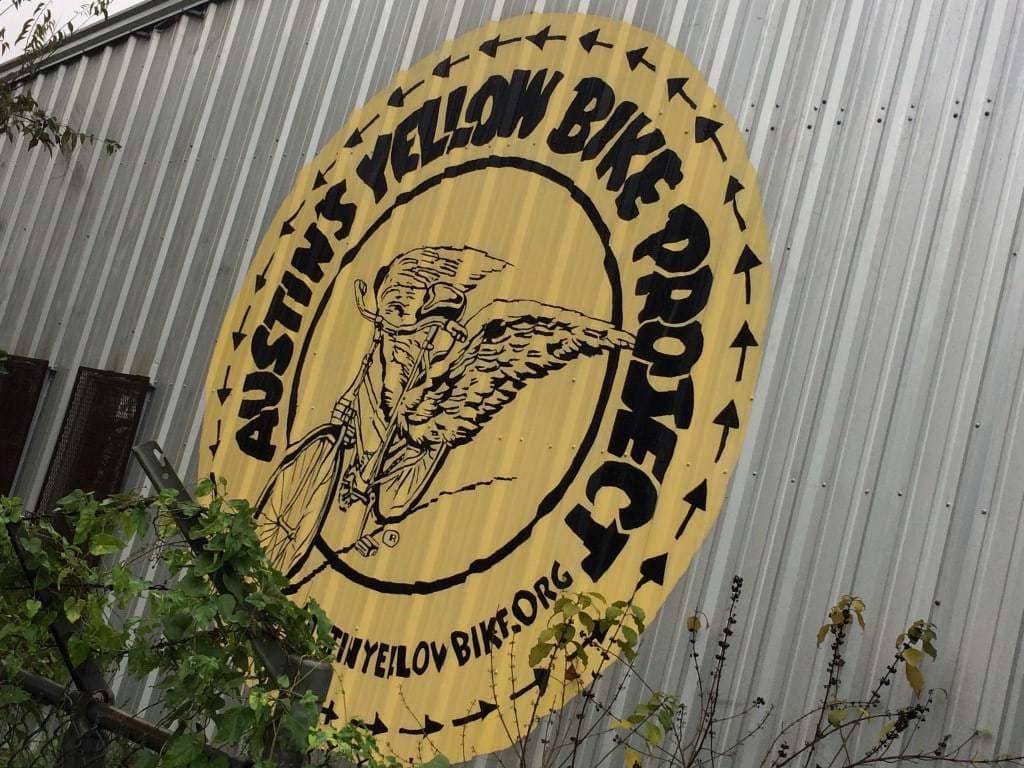 AUSTIN'S YELLOW BIKE PROJECT
TINYELLOWBIKE.ORG
®